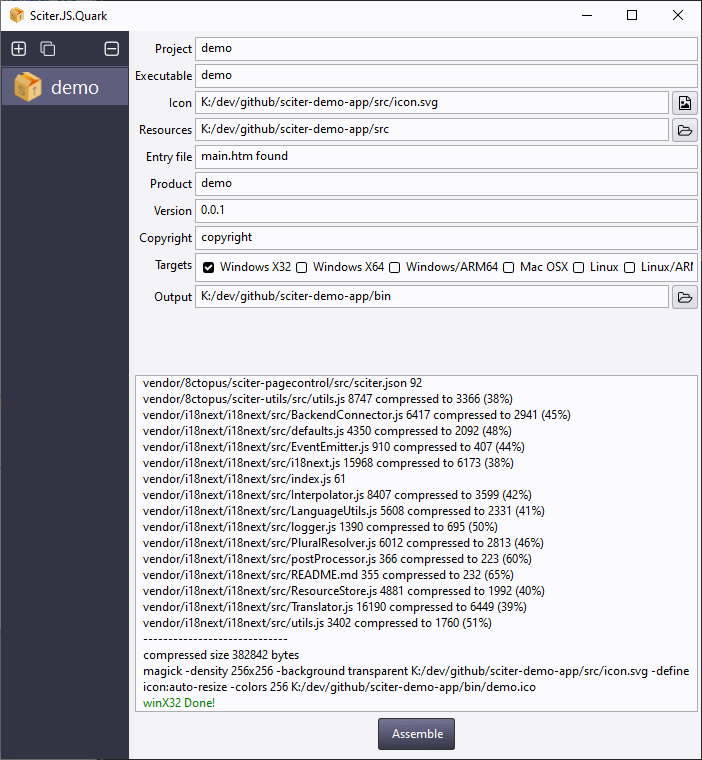 Sciter.JS.Quark
demo
Project demo
Executable demo
Icon K:/dev/github/sciter-demo-app/src/icon.svg
Resources K:/dev/github/sciter-demo-app/src
Entry file main.htm found
Product demo
Version 0.0.1
Copyright copyright
Targets Windows X32 Windows X64 Windows/ARM64 Mac OSX Linux Linux/ARM
Output K:/dev/github/sciter-demo-app/bin
vendor/8ctopus/sciter-pagecontrol/src/sciter.json 92
vendor/8ctopus/sciter-utils/src/utils.js 8747 compressed to 3366 (38%)
vendor/i18next/i18next/src/BackendConnector.js 6417 compressed to 2941 (45%)
vendor/i18next/i18next/src/defaults.js 4350 compressed to 2092 (48%)
vendor/i18next/i18next/src/EventEmitter.js 910 compressed to 407 (44%)
vendor/i18next/i18next/src/i18next.js 15968 compressed to 6173 (38%)
vendor/i18next/i18next/src/index.js 61
vendor/i18next/i18next/src/Interpolator.js 8407 compressed to 3599 (42%)
vendor/i18next/i18next/src/LanguageUtils.js 5608 compressed to 2331 (41%)
vendor/i18next/i18next/src/logger.js 1390 compressed to 695 (50%)
vendor/i18next/i18next/src/PluralResolver.js 6012 compressed to 2813 (46%)
vendor/i18next/i18next/src/postProcessor.js 366 compressed to 223 (60%)
vendor/i18next/i18next/src/README.md 355 compressed to 232 (65%)
vendor/i18next/i18next/src/ResourceStore.js 4881 compressed to 1992 (40%)
vendor/i18next/i18next/src/Translator.js 16190 compressed to 6449 (39%)
vendor/i18next/i18next/src/utils.js 3402 compressed to 1760 (51%)
------------------------------
compressed size 382842 bytes
magick -density 256x256 -background transparent K:/dev/github/sciter-demo-app/src/icon.svg -define
icon:auto-resize -colors 256 K:/dev/github/sciter-demo-app/bin/demo.ico
winX32 Done!
Assemble